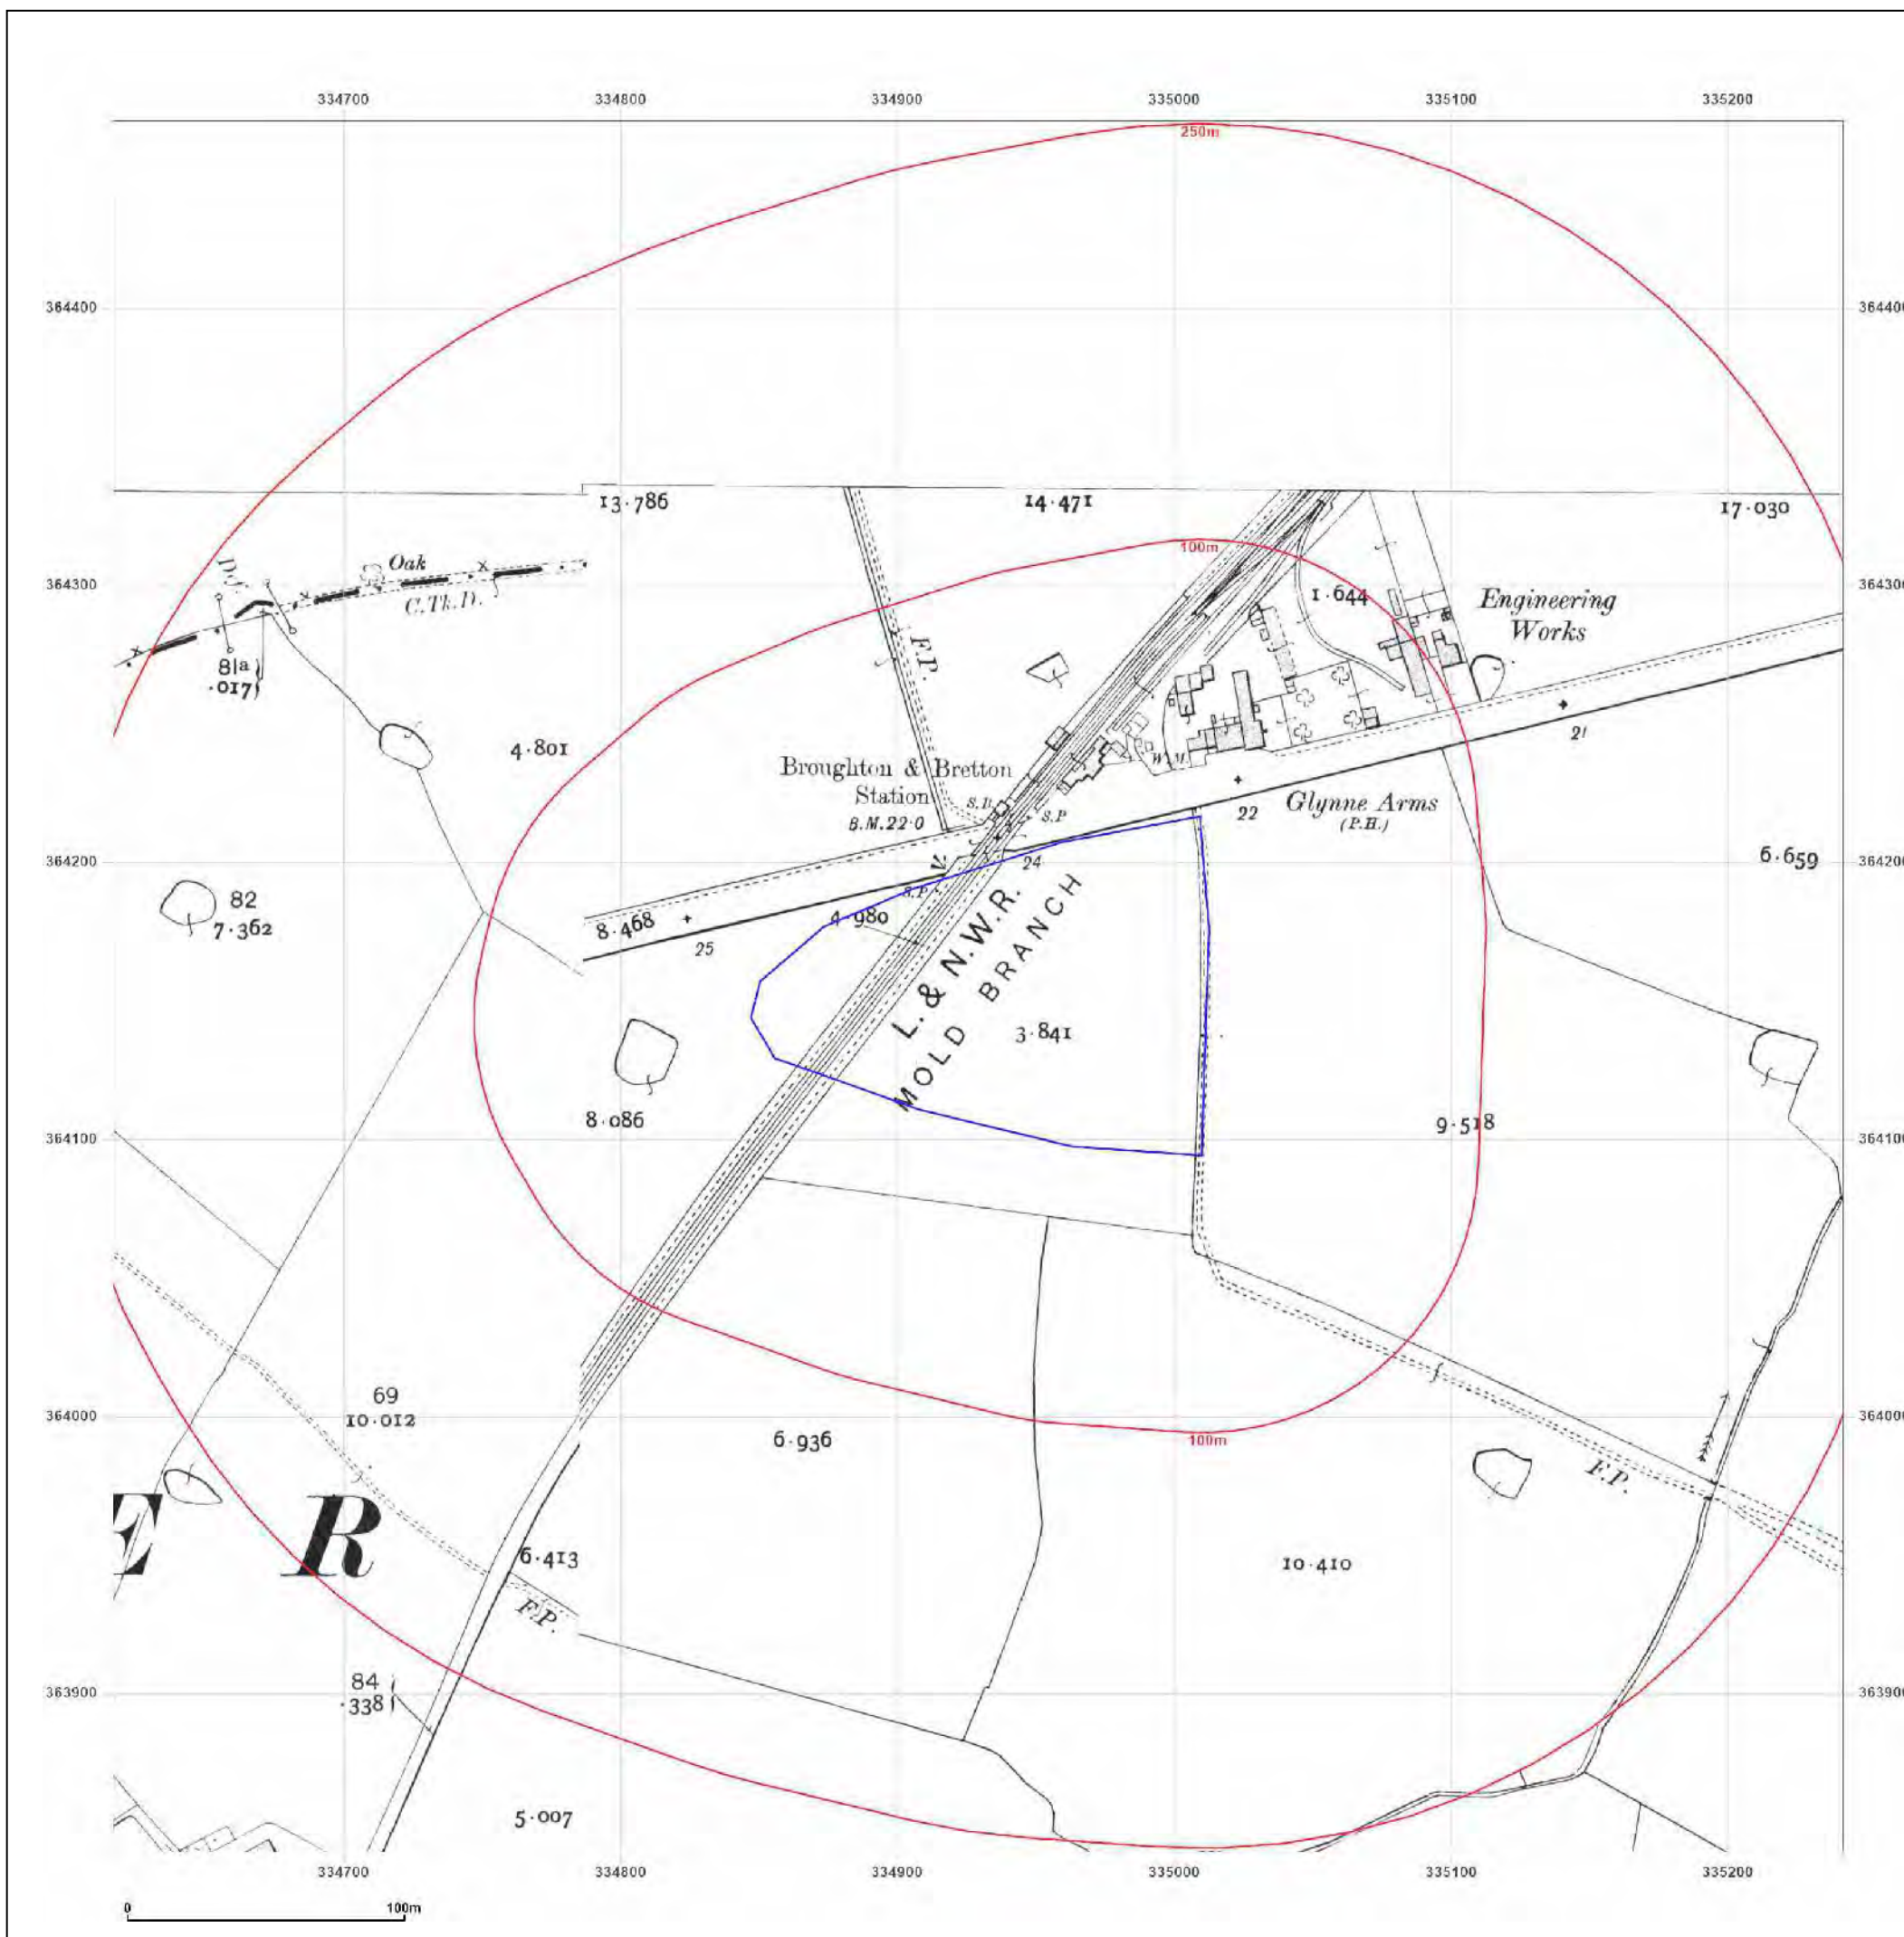 334700 334800 334900 335000 335100 335200
250m
364400 364400
13·786 14·471 17·030
100m
Def. Oak
C.Tk.D.
364300 364300
1·644
Engineering
Works
F.P.
81a
·017
4·801
Broughton & Bretton
Station
B.M.22·0
S.B.
S.P
W.M.
21
22
Glynne Arms
(P.H.)
364200 364200
24
6·659
S.P.
82
7·362
8·468
25
4·980
L. & N.W.R.
MOLD BRANCH
3·841
8·086
9·518
364100 364100
69
10·012
364000 364000
6·936
100m
F.P.
E R
6·413
10·410
F.P.
84
·338
363900 363900
5·007
334700 334800 334900 335000 335100 335200
0 100m